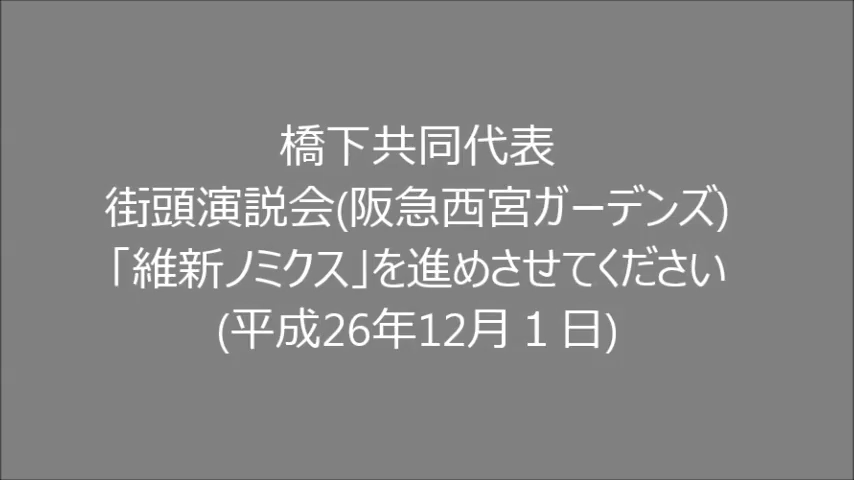 橋下共同代表
街頭演説会(阪急西宮ガーデンズ)
「維新ノミクス」を進めさせてください
(平成26年12月１日)